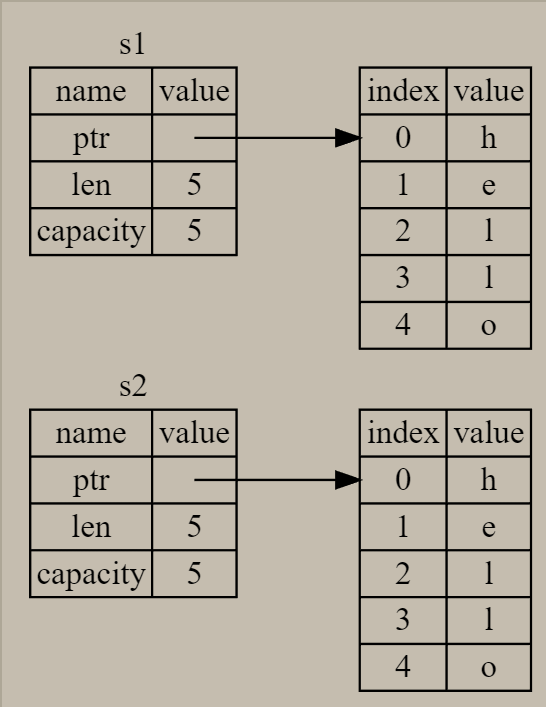 s1
name value index value
ptr 0 h
len 5 1 e
capacity 5 2 l
3 l
4 o
s2
name value index value
ptr 0 h
len 5 1 e
capacity 5 2 l
3 l
4 o